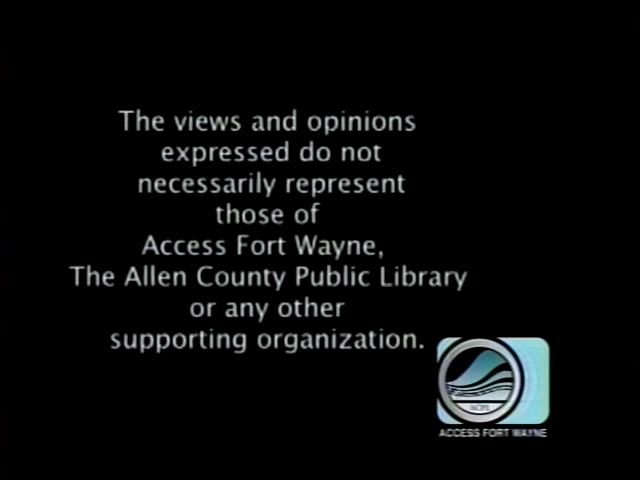 The views and opinions
expressed do not
necessarily represent
those of
Access Fort Wayne,
The Allen County Public Library
or any other
supporting organization.
ACPL
ACCESS FORT WAYNE